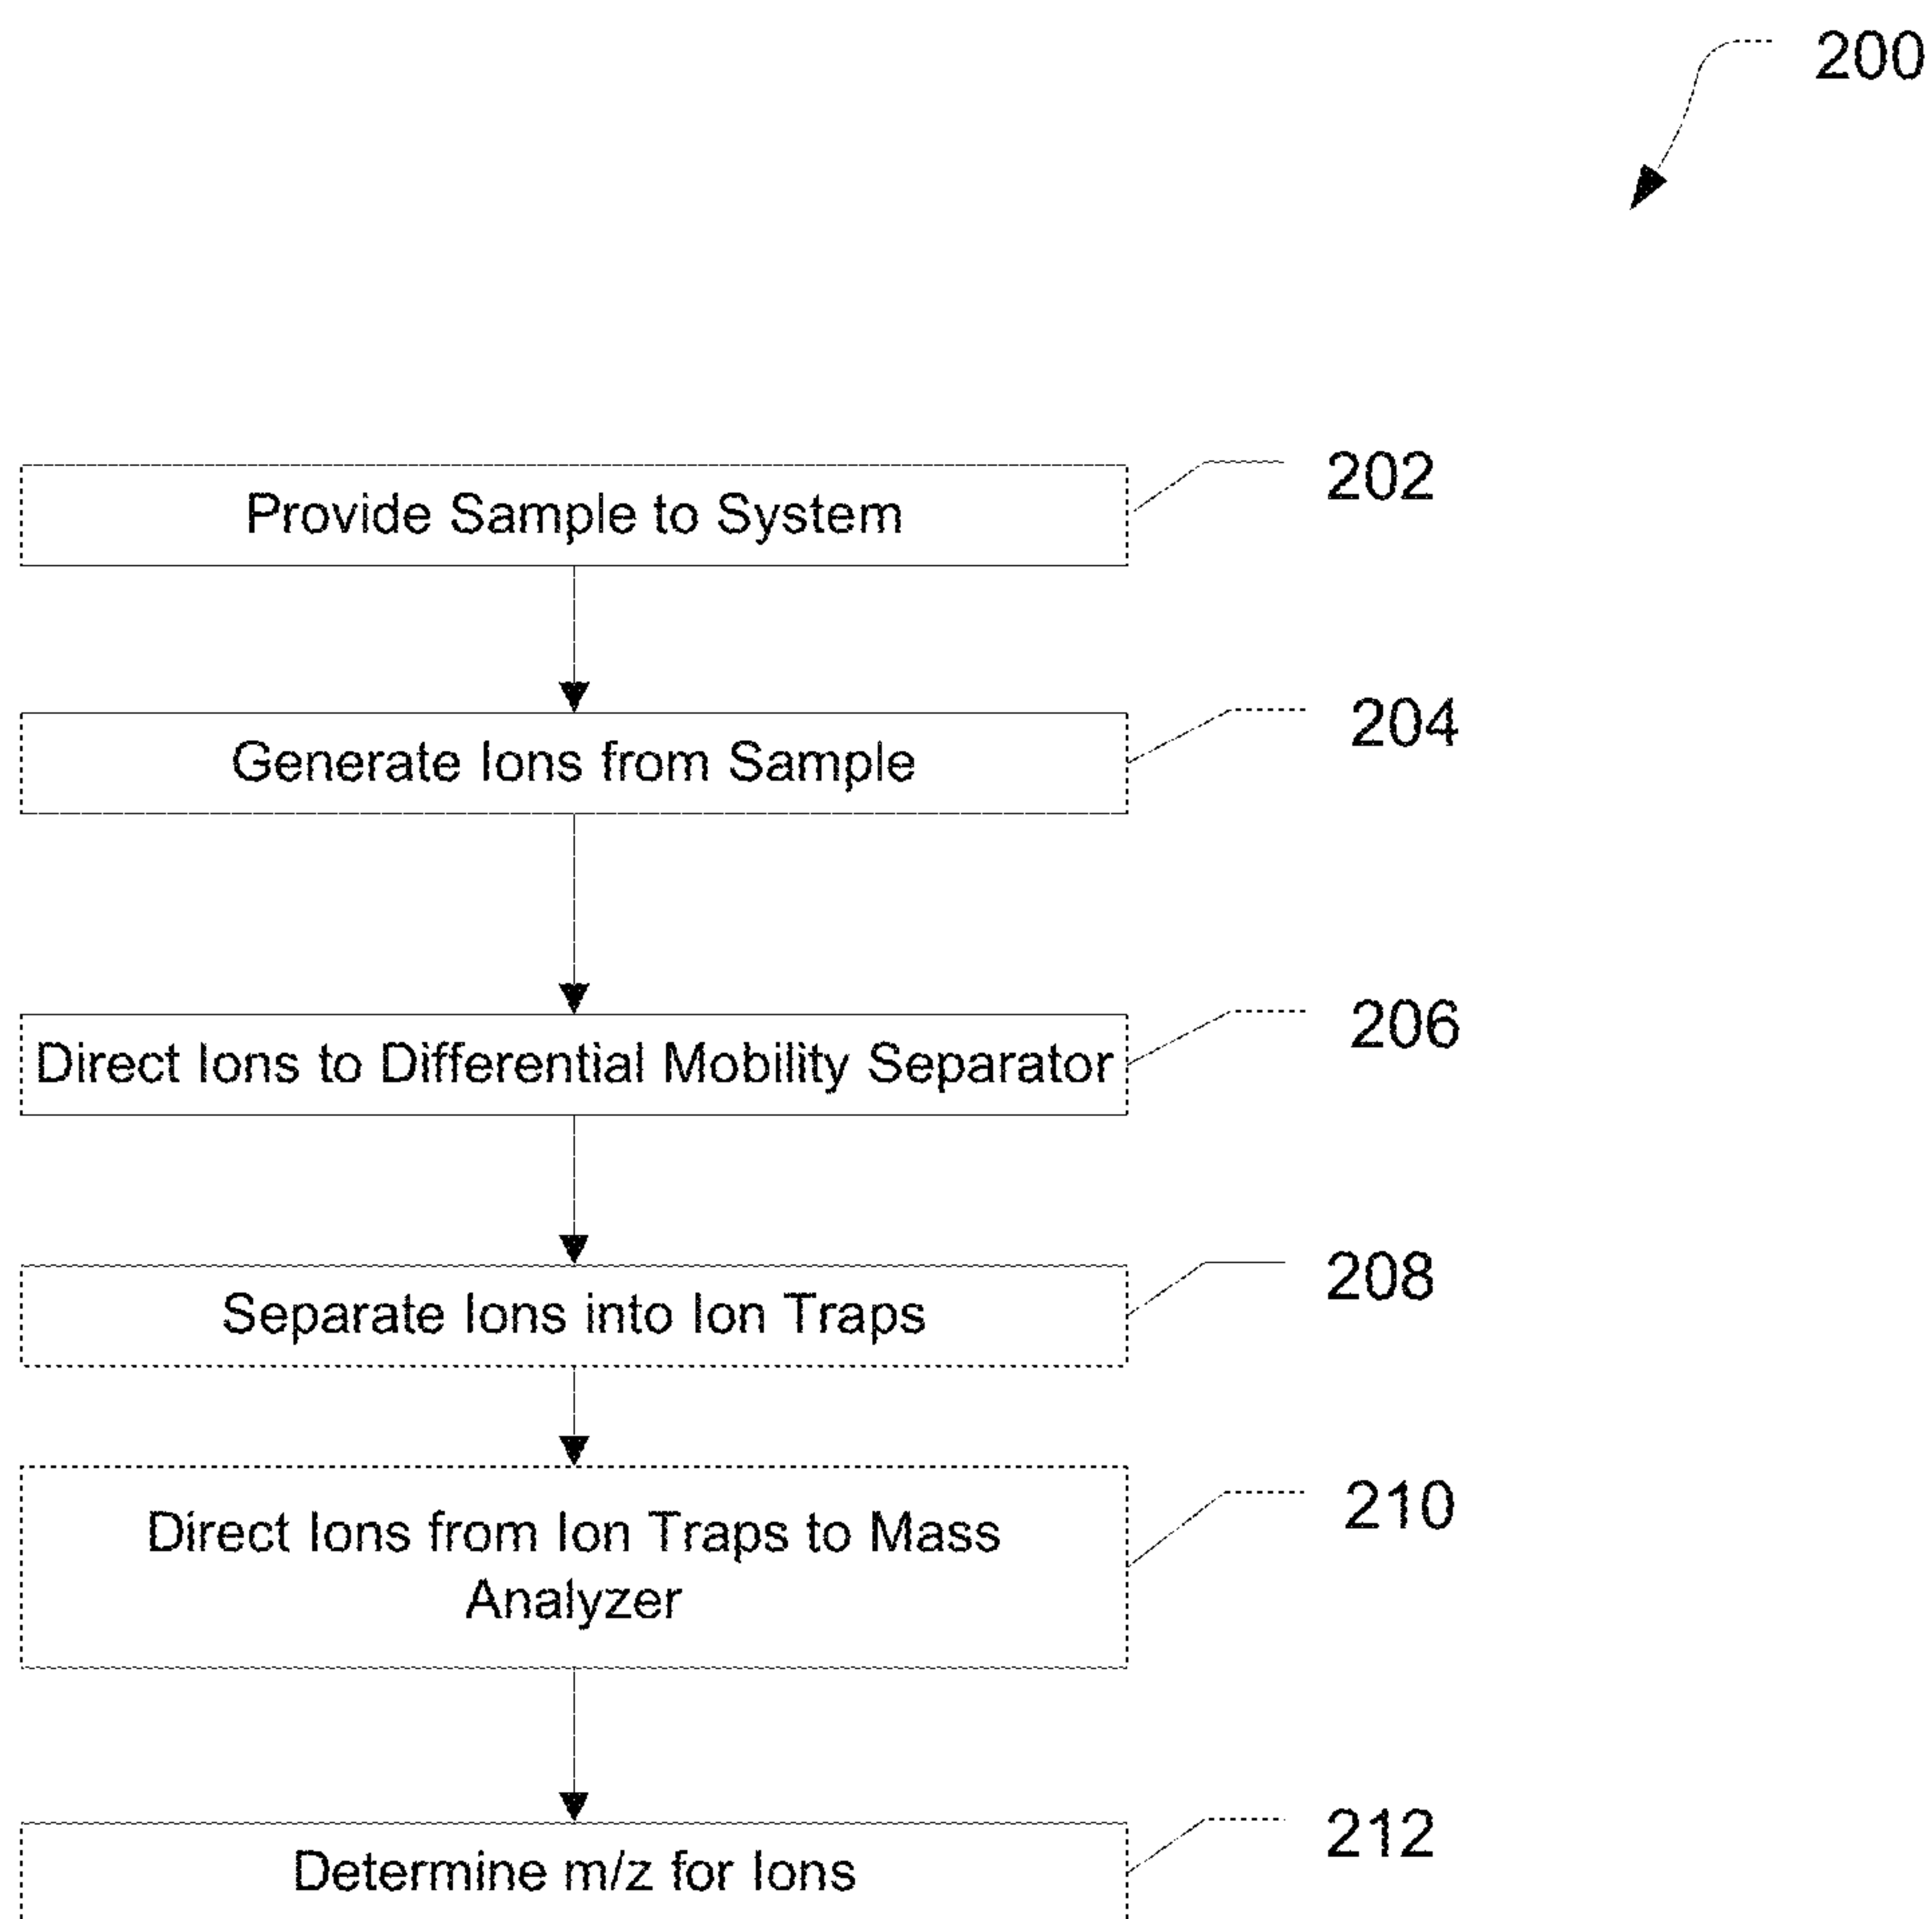 200
Provide Sample to System
202
Generate Ions from Sample
204
Direct Ions to Differential Mobility Separator
206
Separate Ions into Ion Traps
208
Direct Ions from Ion Traps to Mass
Analyzer
210
Determine m/z for Ions
212